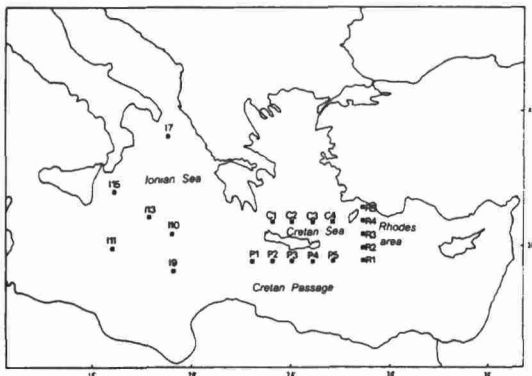 I7
Ionian Sea
I15
I13
R5
C1 C2 C3 C4 R4
I10 Cretan Sea R3 Rhodes area
I11 R2
P1 P2 P3 P4 P5 R1
I9
Cretan Passage
15